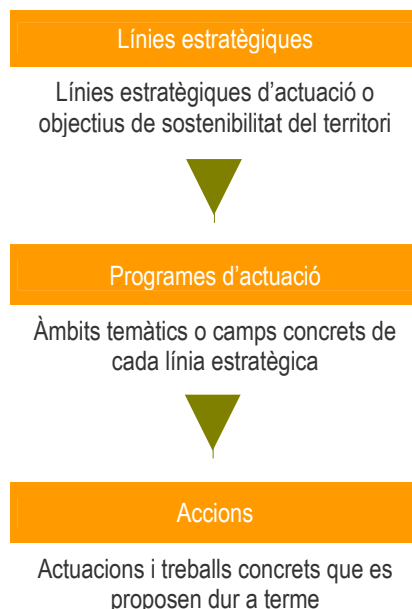 Línies estratègiques
Línies estratègiques d'actuació o
objectius de sostenibilitat del territori
Programes d'actuació
Àmbits temàtics o camps concrets de
cada línia estratègica
Accions
Actuacions i treballs concrets que es
proposen dur a terme